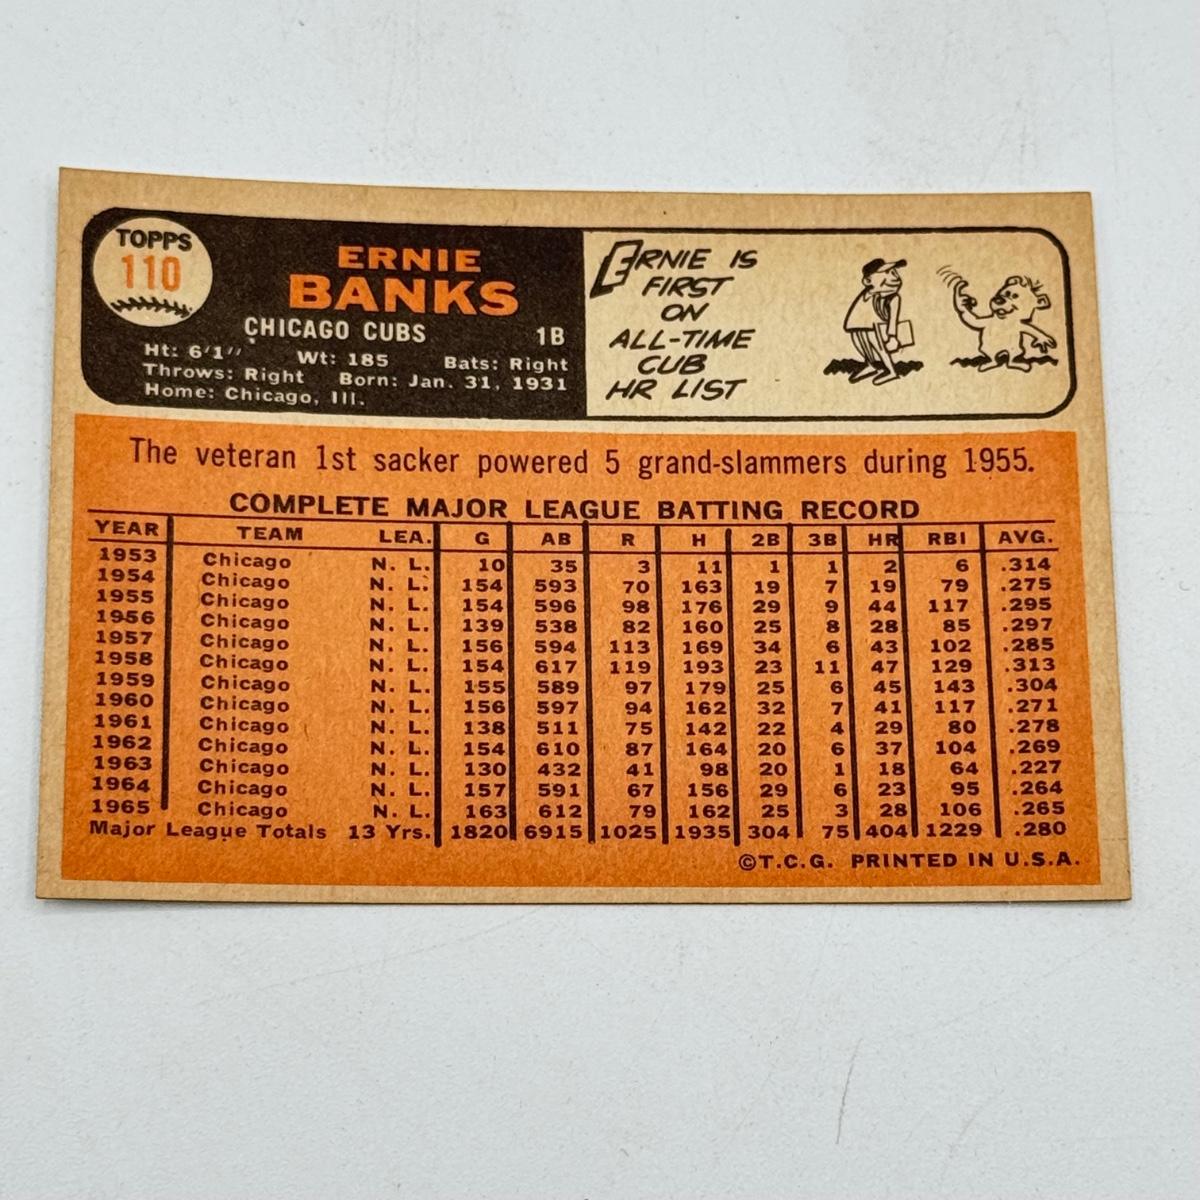 TOPPS
110
ERNIE
BANKS
CHICAGO CUBS 1B
Ht: 6'1" Wt: 185 Bats: Right
Throws: Right Born: Jan. 31, 1931
Home: Chicago, Ill.
ERNIE IS
FIRST
ON
ALL-TIME
CUB
HR LIST
The veteran 1st sacker powered 5 grand-slammers during 1955.
COMPLETE MAJOR LEAGUE BATTING RECORD
YEAR TEAM LEA. G AB R H 2B 3B HR RBI AVG.
1953 Chicago N. L. 10 35 3 11 1 1 2 6 .314
1954 Chicago N. L. 154 593 70 163 19 7 19 79 .275
1955 Chicago N. L. 154 596 98 176 29 9 44 117 .295
1956 Chicago N. L. 139 538 82 160 25 8 28 85 .297
1957 Chicago N. L. 156 594 113 169 34 6 43 102 .285
1958 Chicago N. L. 154 617 119 193 23 11 47 129 .313
1959 Chicago N. L. 155 589 97 179 25 6 45 143 .304
1960 Chicago N. L. 156 597 94 162 32 7 41 117 .271
1961 Chicago N. L. 138 511 75 142 22 4 29 80 .278
1962 Chicago N. L. 154 610 87 164 20 6 37 104 .269
1963 Chicago N. L. 130 432 41 98 20 1 18 64 .227
1964 Chicago N. L. 157 591 67 156 29 6 23 95 .264
1965 Chicago N. L. 163 612 79 162 25 3 28 106 .265
Major League Totals 13 Yrs. 1820 6915 1025 1935 304 75 404 1229 .280
©T.C.G. PRINTED IN U.S.A.